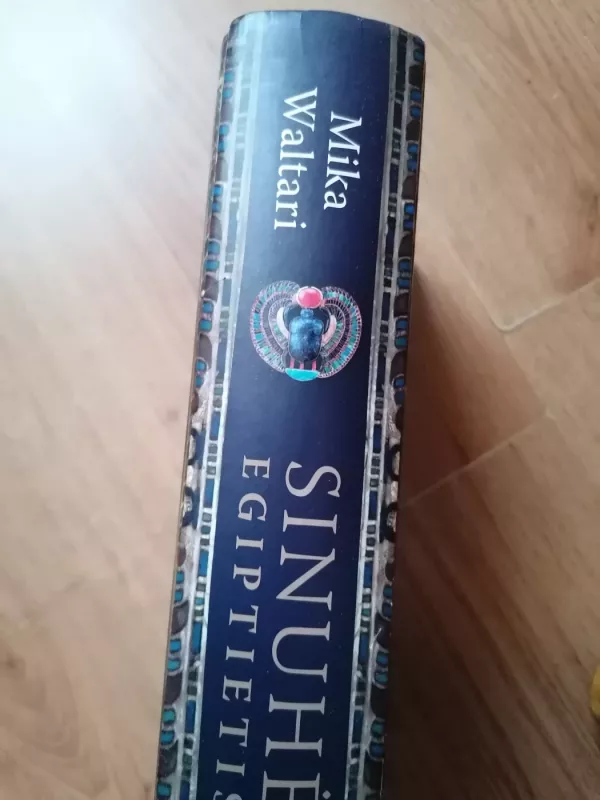 Mika
Waltari
SINUHĖ
EGIPTIETIS